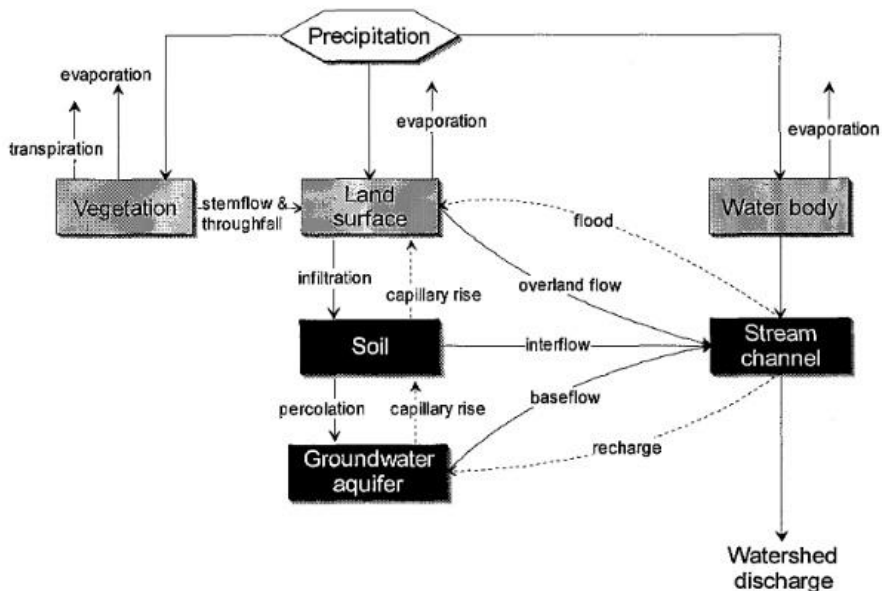 Precipitation
evaporation
transpiration
evaporation
evaporation
Vegetation
stemflow &
throughfall
Land
surface
Water body
flood
infiltration
capillary rise
overland flow
Soil
interflow
Stream
channel
percolation
capillary rise
baseflow
recharge
Groundwater
aquifer
Watershed
discharge